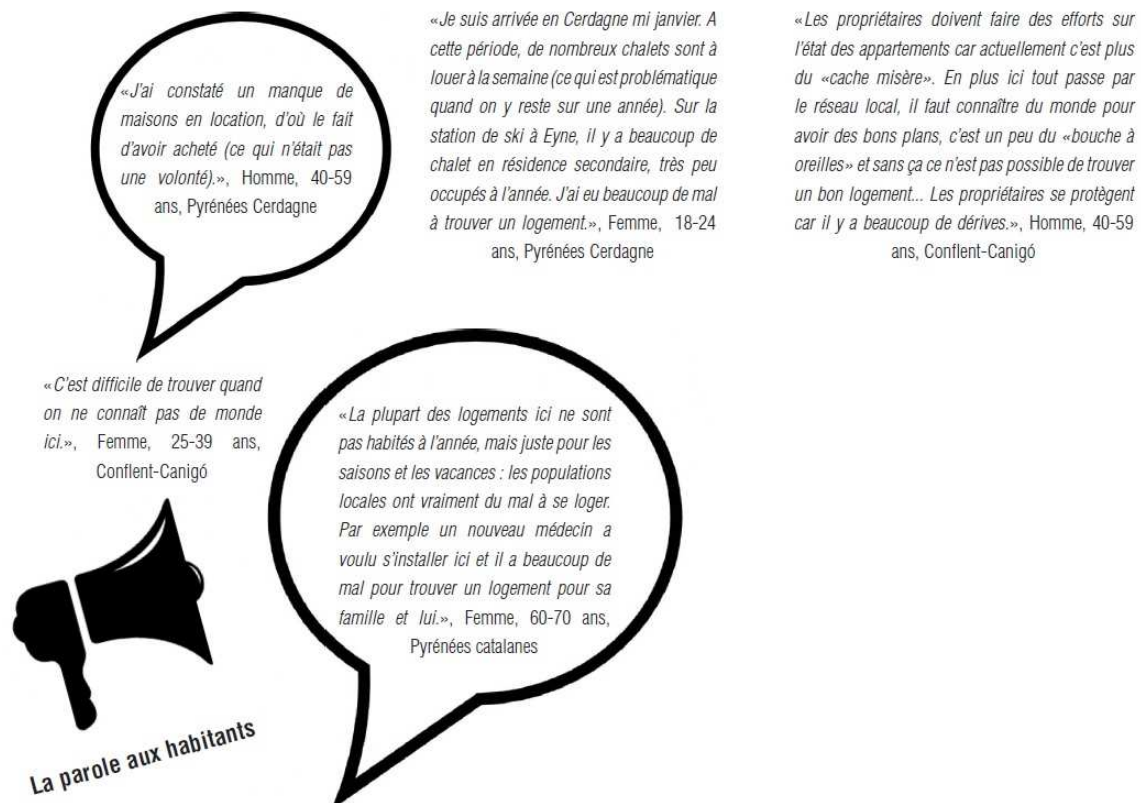 «J'ai constaté un manque de
maisons en location, d'où le fait
d'avoir acheté (ce qui n'était pas
une volonté).», Homme, 40-59
ans, Pyrénées Cerdagne
«Je suis arrivée en Cerdagne mi janvier. A
cette période, de nombreux chalets sont à
louer à la semaine (ce qui est problématique
quand on y reste sur une année). Sur la
station de ski à Eyne, il y a beaucoup de
chalet en résidence secondaire, très peu
occupés à l'année. J'ai eu beaucoup de mal
à trouver un logement.», Femme, 18-24
ans, Pyrénées Cerdagne
«Les propriétaires doivent faire des efforts sur
l'état des appartements car actuellement c'est plus
du «cache misère». En plus ici tout passe par
le réseau local, il faut connaître du monde pour
avoir des bons plans, c'est un peu du «bouche à
oreilles» et sans ça ce n'est pas possible de trouver
un bon logement... Les propriétaires se protègent
car il y a beaucoup de dérives.», Homme, 40-59
ans, Conflent-Canigó
«C'est difficile de trouver quand
on ne connaît pas de monde
ici.», Femme, 25-39 ans,
Conflent-Canigó
«La plupart des logements ici ne sont
pas habités à l'année, mais juste pour les
saisons et les vacances : les populations
locales ont vraiment du mal à se loger.
Par exemple un nouveau médecin a
voulu s'installer ici et il a beaucoup de
mal pour trouver un logement pour sa
famille et lui.», Femme, 60-70 ans,
Pyrénées catalanes
La parole aux habitants